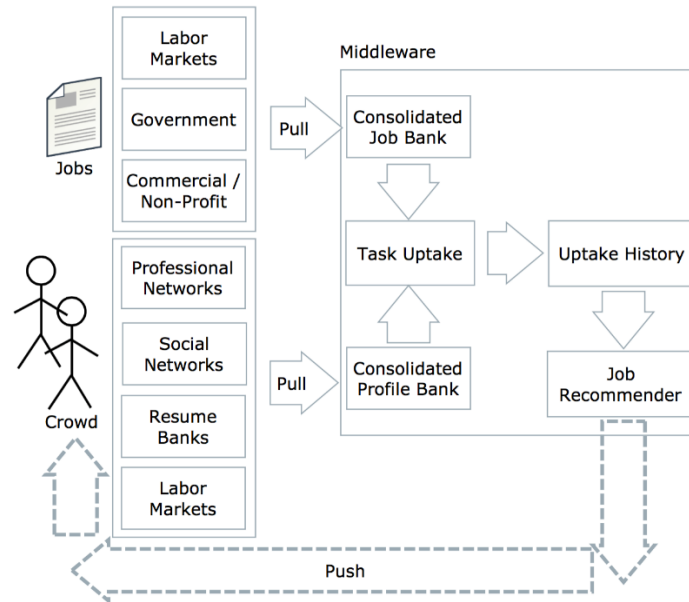 Labor
Markets
Government
Commercial /
Non-Profit
Jobs
Professional
Networks
Social
Networks
Resume
Banks
Labor
Markets
Crowd
Pull
Pull
Middleware
Consolidated
Job Bank
Task Uptake
Uptake History
Consolidated
Profile Bank
Job
Recommender
Push